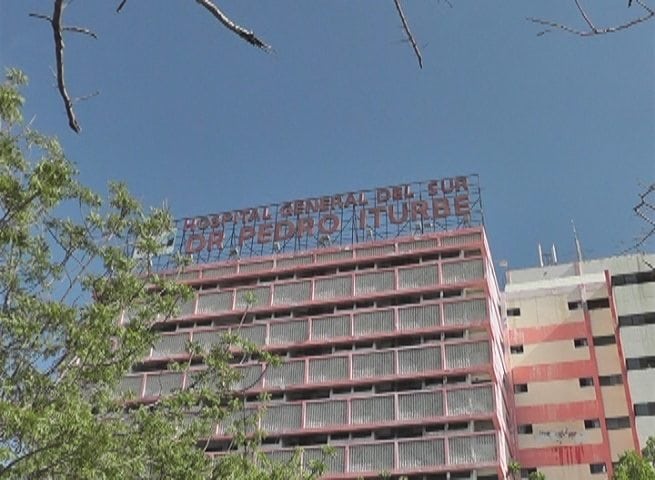 HOSPITAL GENERAL DEL SUR
DR PEDRO ITURBE